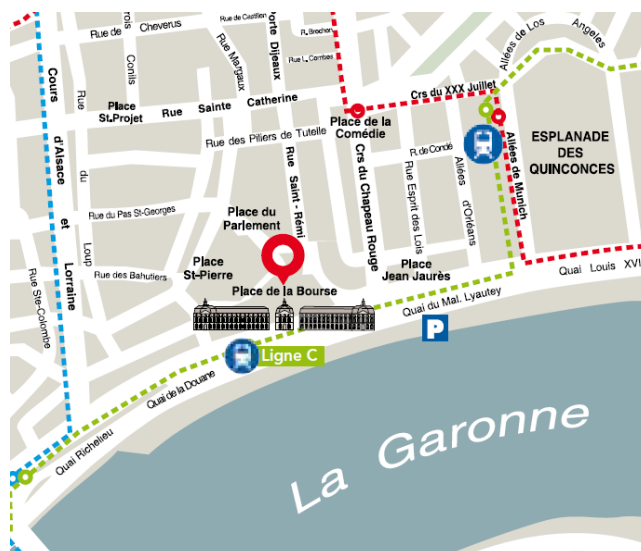 Rue de Cheverus
rois
Conils
Rue de Castillon
Rue Margaux
Porte Dijeaux
R. Brochon
Rue L. Combes
Allées de Los Angeles
Cours d'Alsace et Lorraine
Rue du Loup
Place
St.Projet
Rue Sainte Catherine
Place de la
Comédie
Crs du XXX Juillet
Rue des Piliers de Tutelle
R. de Condé
ESPLANADE
DES
QUINCONCES
Allées de Munich
Allées d'Orléans
Rue Esprit des Lois
Crs du Chapeau Rouge
Rue Saint - Rémi
Rue du Pas St-Georges
Place du
Parlement
Rue Ste-Colombe
Rue des Bahutiers
Place
St-Pierre
Place
Jean Jaurès
Quai Louis XVI
Place de la Bourse
Quai du Mal. Lyautey
P
Ligne C
Quai de la Douane
Quai Richelieu
La Garonne